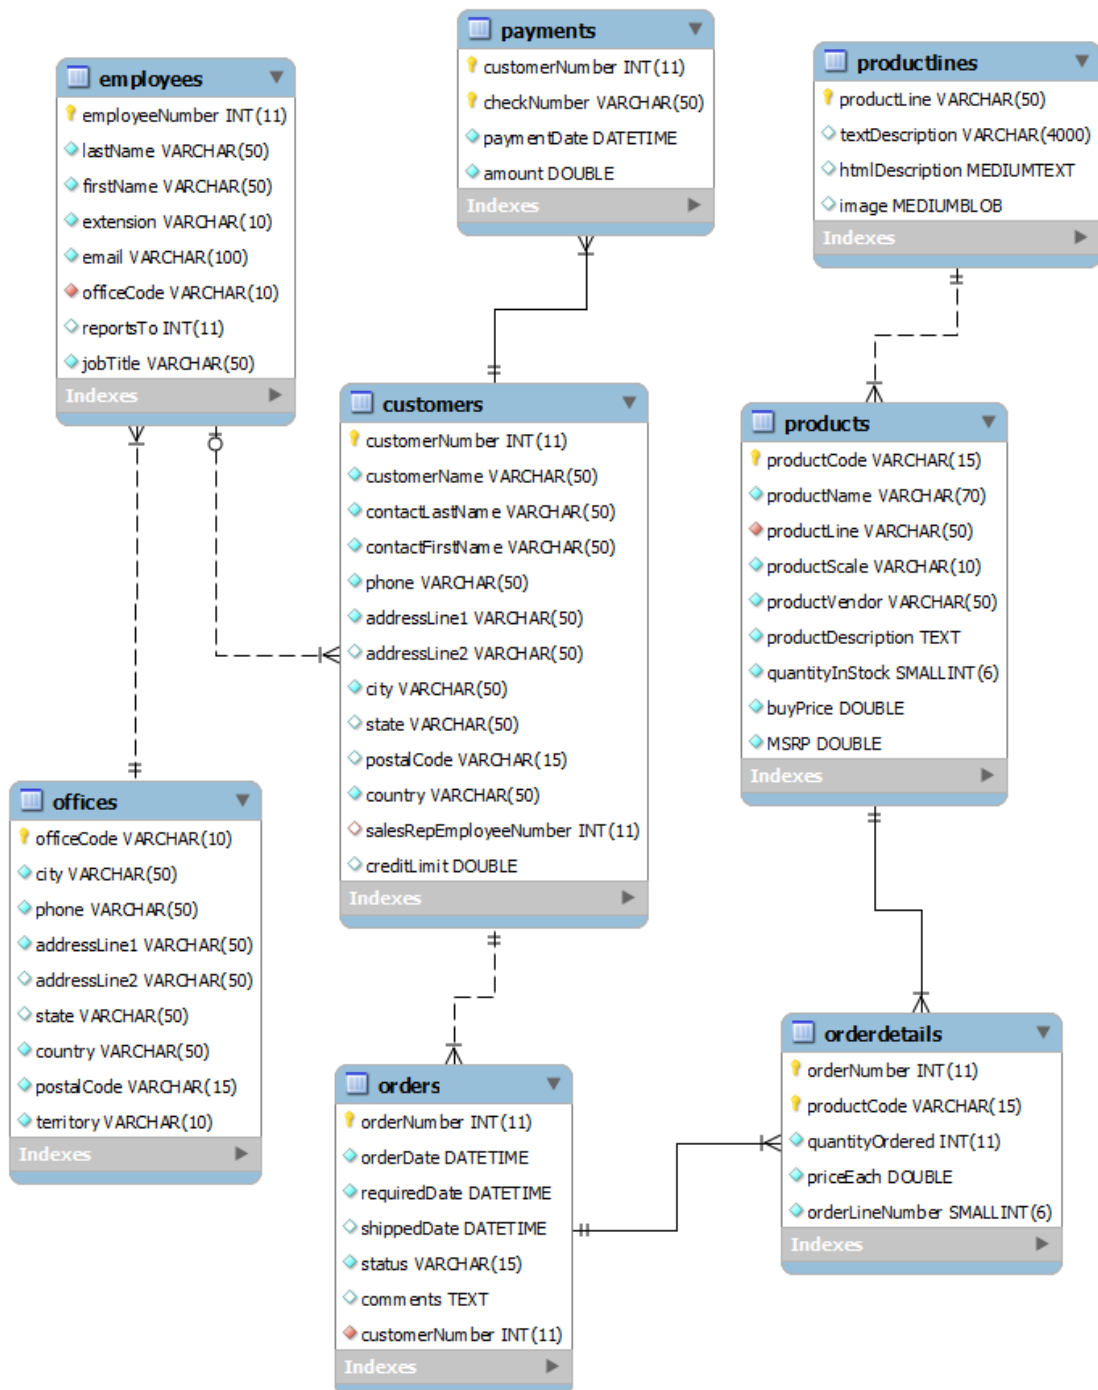 payments
customerNumber INT(11)
checkNumber VARCHAR(50)
paymentDate DATETIME
amount DOUBLE
Indexes
productlines
productLine VARCHAR(50)
textDescription VARCHAR(4000)
htmlDescription MEDIUMTEXT
image MEDIUMBLOB
Indexes
employees
employeeNumber INT(11)
lastName VARCHAR(50)
firstName VARCHAR(50)
extension VARCHAR(10)
email VARCHAR(100)
officeCode VARCHAR(10)
reportsTo INT(11)
jobTitle VARCHAR(50)
Indexes
customers
customerNumber INT(11)
customerName VARCHAR(50)
contactLastName VARCHAR(50)
contactFirstName VARCHAR(50)
phone VARCHAR(50)
addressLine1 VARCHAR(50)
addressLine2 VARCHAR(50)
city VARCHAR(50)
state VARCHAR(50)
postalCode VARCHAR(15)
country VARCHAR(50)
salesRepEmployeeNumber INT(11)
creditLimit DOUBLE
Indexes
products
productCode VARCHAR(15)
productName VARCHAR(70)
productLine VARCHAR(50)
productScale VARCHAR(10)
productVendor VARCHAR(50)
productDescription TEXT
quantityInStock SMALLINT(6)
buyPrice DOUBLE
MSRP DOUBLE
Indexes
offices
officeCode VARCHAR(10)
city VARCHAR(50)
phone VARCHAR(50)
addressLine1 VARCHAR(50)
addressLine2 VARCHAR(50)
state VARCHAR(50)
country VARCHAR(50)
postalCode VARCHAR(15)
territory VARCHAR(10)
Indexes
orders
orderNumber INT(11)
orderDate DATETIME
requiredDate DATETIME
shippedDate DATETIME
status VARCHAR(15)
comments TEXT
customerNumber INT(11)
Indexes
orderdetails
orderNumber INT(11)
productCode VARCHAR(15)
quantityOrdered INT(11)
priceEach DOUBLE
orderLineNumber SMALLINT(6)
Indexes